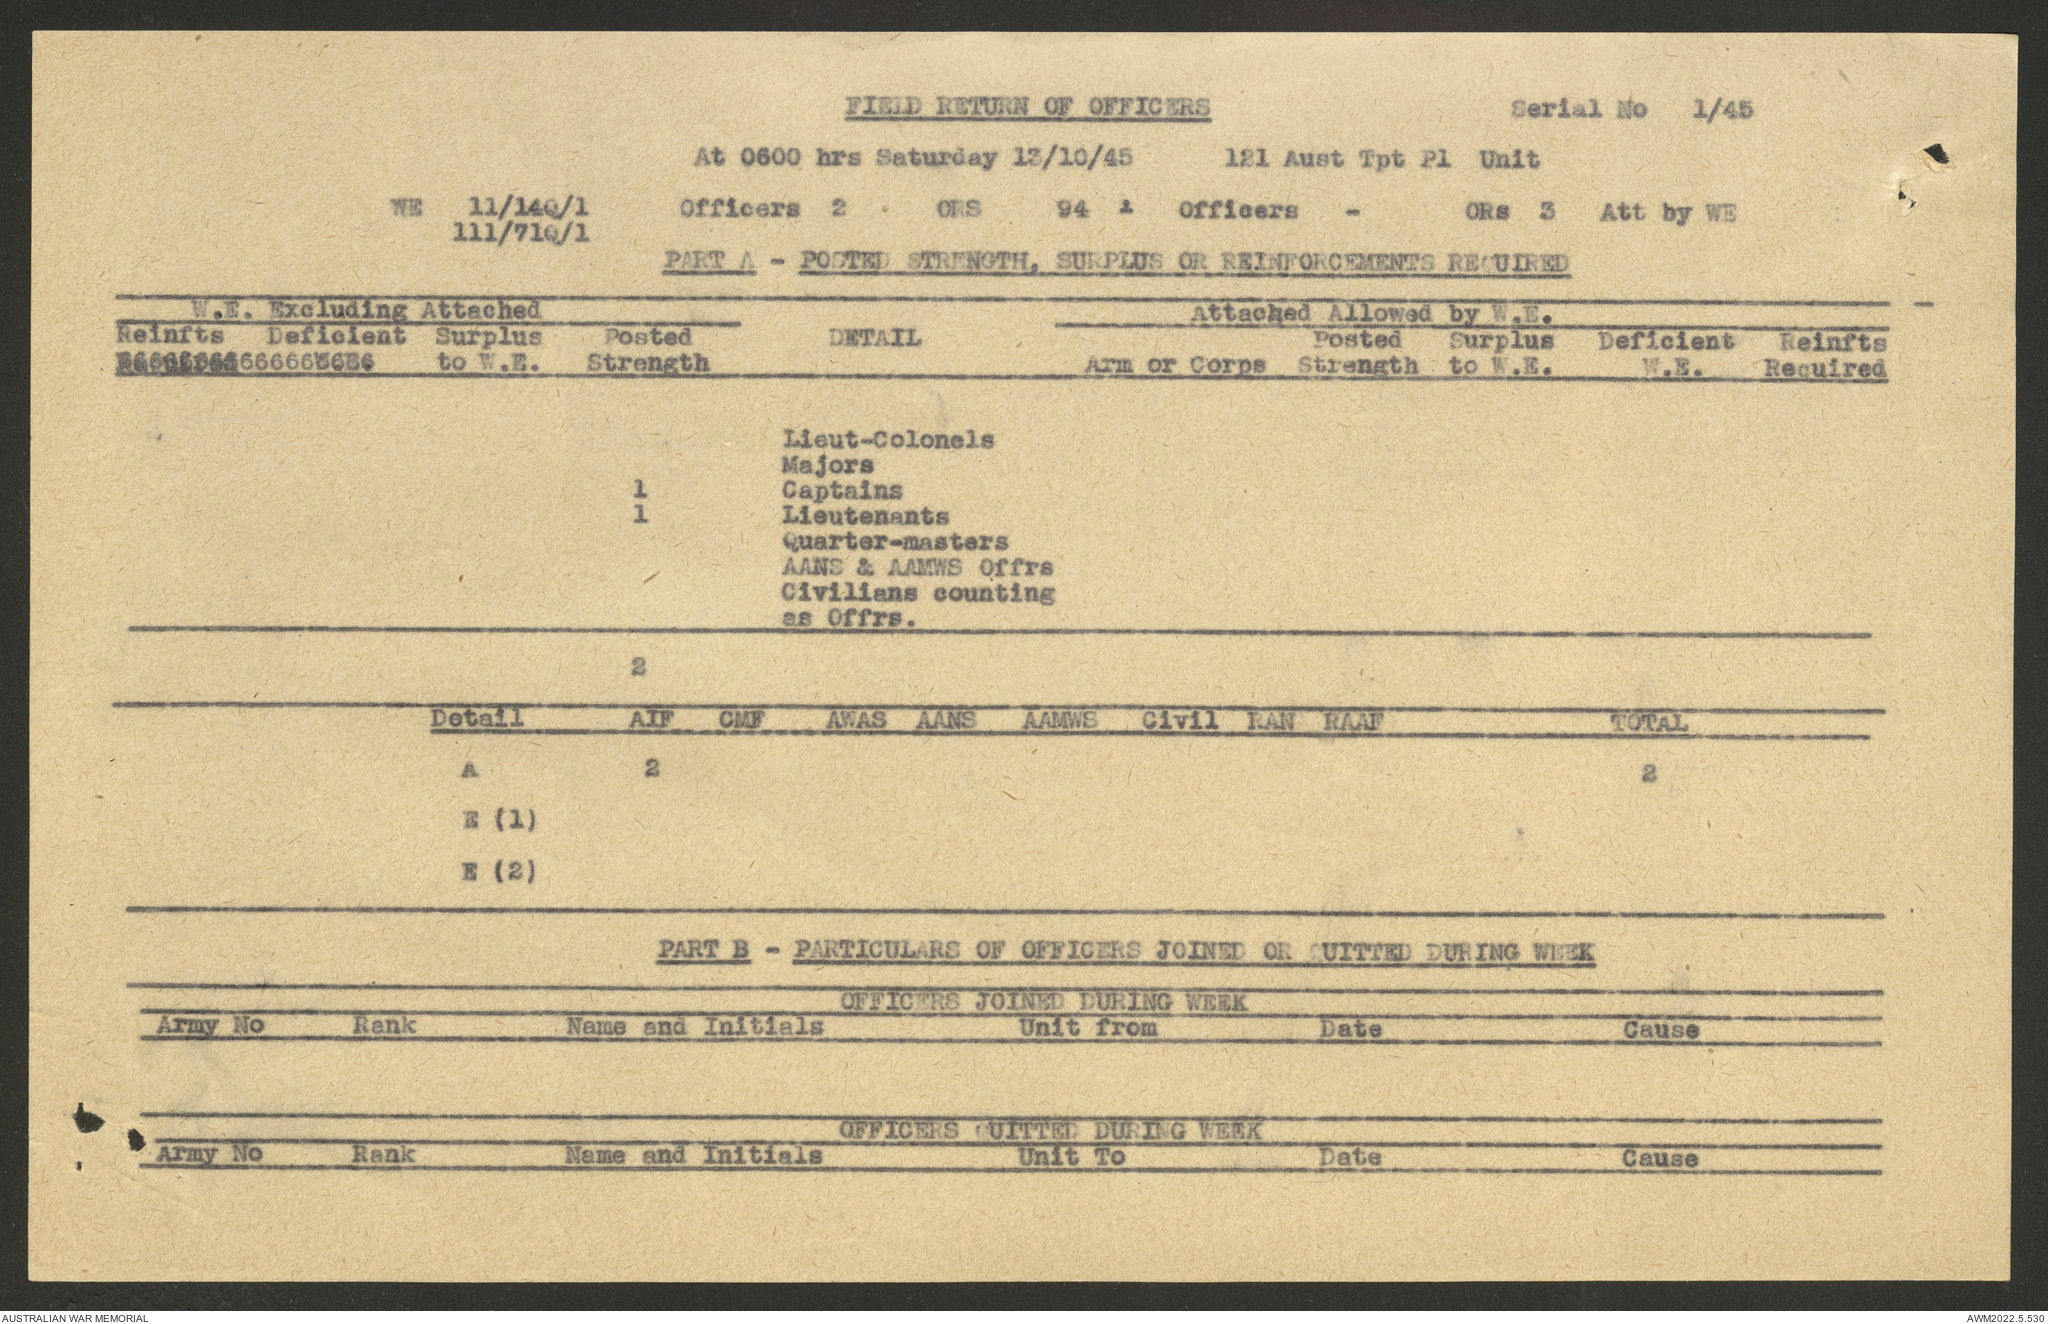 FIELD RETURN OF OFFICERS Serial No 1/45
At 0600 hrs Saturday 13/10/45 121 Aust Tpt Pl Unit
WE 11/14Q/1 Officers 2 ORS 94 Officers - ORs 3 Att by WE
111/71Q/1
PART A - POSTED STRENGTH, SURPLUS OR REINFORCEMENTS REQUIRED
W.E. Excluding Attached Attached Allowed by W.E.
Reinfts Deficient Surplus Posted DETAIL Posted Surplus Deficient Reinfts
to W.E. Strength Arm or Corps Strength to W.E. W.E. Required
Lieut-Colonels
Majors
1 Captains
1 Lieutenants
Quarter-masters
AANS & AAMWS Offrs
Civilians counting
as Offrs.
2
Detail AIF CMF AWAS AANS AAMWS Civil RAN RAAF TOTAL
A 2 2
E (1)
E (2)
PART B - PARTICULARS OF OFFICERS JOINED OR QUITTED DURING WEEK
OFFICERS JOINED DURING WEEK
Army No Rank Name and Initials Unit from Date Cause
OFFICERS QUITTED DURING WEEK
Army No Rank Name and Initials Unit To Date Cause
AUSTRALIAN WAR MEMORIAL AWM2022.5.530